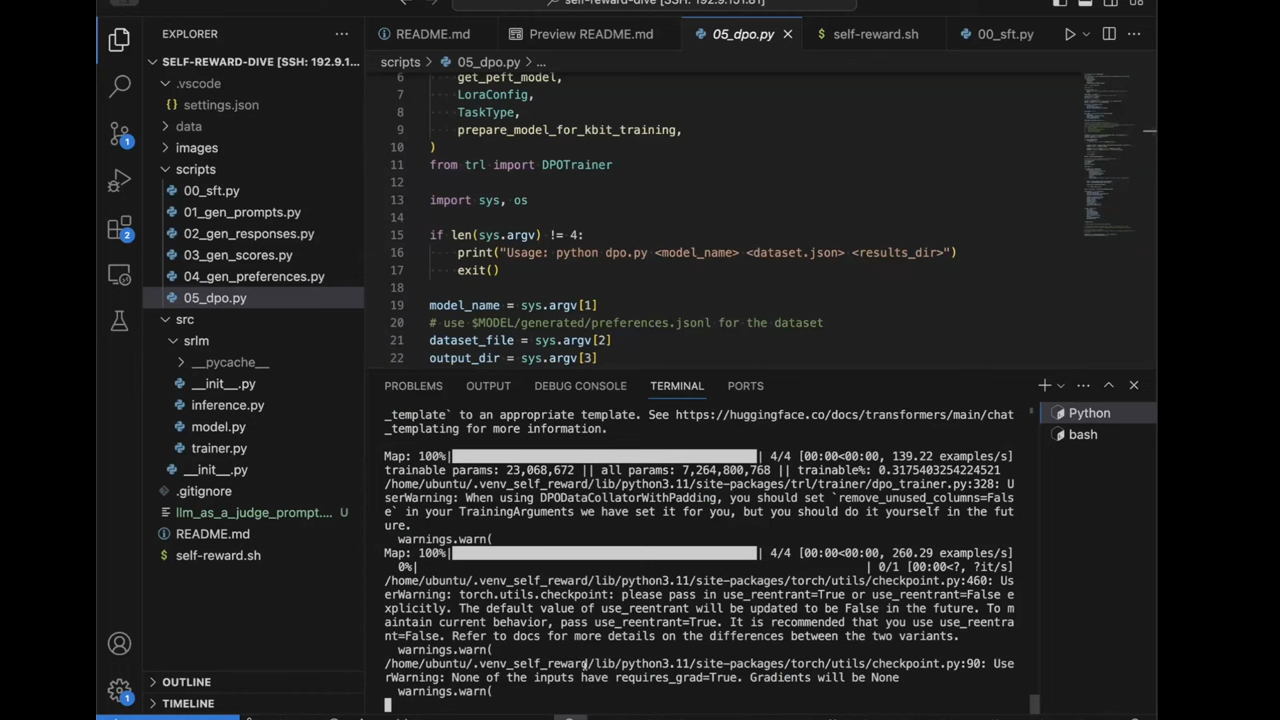 self-reward-dive [SSH: 192.9.151.81]
EXPLORER
SELF-REWARD-DIVE [SSH: 192.9.1...
.vscode
settings.json
data
images
scripts
00_sft.py
01_gen_prompts.py
02_gen_responses.py
03_gen_scores.py
04_gen_preferences.py
05_dpo.py
src
srlm
__pycache__
__init__.py
inference.py
model.py
trainer.py
__init__.py
.gitignore
llm_as_a_judge_prompt.... U
README.md
self-reward.sh
OUTLINE
TIMELINE
1
2
1
README.md
Preview README.md
05_dpo.py
self-reward.sh
00_sft.py
scripts > 05_dpo.py > ...
6 get_peft_model,
7 LoraConfig,
8 TaskType,
9 prepare_model_for_kbit_training,
10 )
11 from trl import DPOTrainer
12
13 import sys, os
14
15 if len(sys.argv) != 4:
16 print("Usage: python dpo.py <model_name> <dataset.json> <results_dir>")
17 exit()
18
19 model_name = sys.argv[1]
20 # use $MODEL/generated/preferences.jsonl for the dataset
21 dataset_file = sys.argv[2]
22 output_dir = sys.argv[3]
PROBLEMS OUTPUT DEBUG CONSOLE TERMINAL PORTS
Python
bash
_template` to an appropriate template. See https://huggingface.co/docs/transformers/main/chat
_templating for more information.
Map: 100%| | 4/4 [00:00<00:00, 139.22 examples/s]
trainable params: 23,068,672 || all params: 7,264,800,768 || trainable%: 0.3175403254224521
/home/ubuntu/.venv_self_reward/lib/python3.11/site-packages/trl/trainer/dpo_trainer.py:328: U
serWarning: When using DPODataCollatorWithPadding, you should set `remove_unused_columns=Fals
e` in your TrainingArguments we have set it for you, but you should do it yourself in the fut
ure.
warnings.warn(
Map: 100%| | 4/4 [00:00<00:00, 260.29 examples/s]
0%| | 0/1 [00:00<?, ?it/s]
/home/ubuntu/.venv_self_reward/lib/python3.11/site-packages/torch/utils/checkpoint.py:460: Us
erWarning: torch.utils.checkpoint: please pass in use_reentrant=True or use_reentrant=False e
xplicitly. The default value of use_reentrant will be updated to be False in the future. To m
aintain current behavior, pass use_reentrant=True. It is recommended that you use use_reentra
nt=False. Refer to docs for more details on the differences between the two variants.
warnings.warn(
/home/ubuntu/.venv_self_reward/lib/python3.11/site-packages/torch/utils/checkpoint.py:90: Use
rWarning: None of the inputs have requires_grad=True. Gradients will be None
warnings.warn(